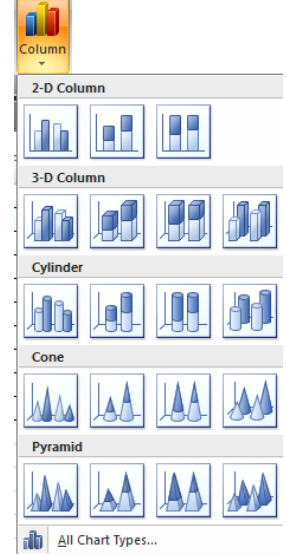 Column
2-D Column
3-D Column
Cylinder
Cone
Pyramid
All Chart Types...